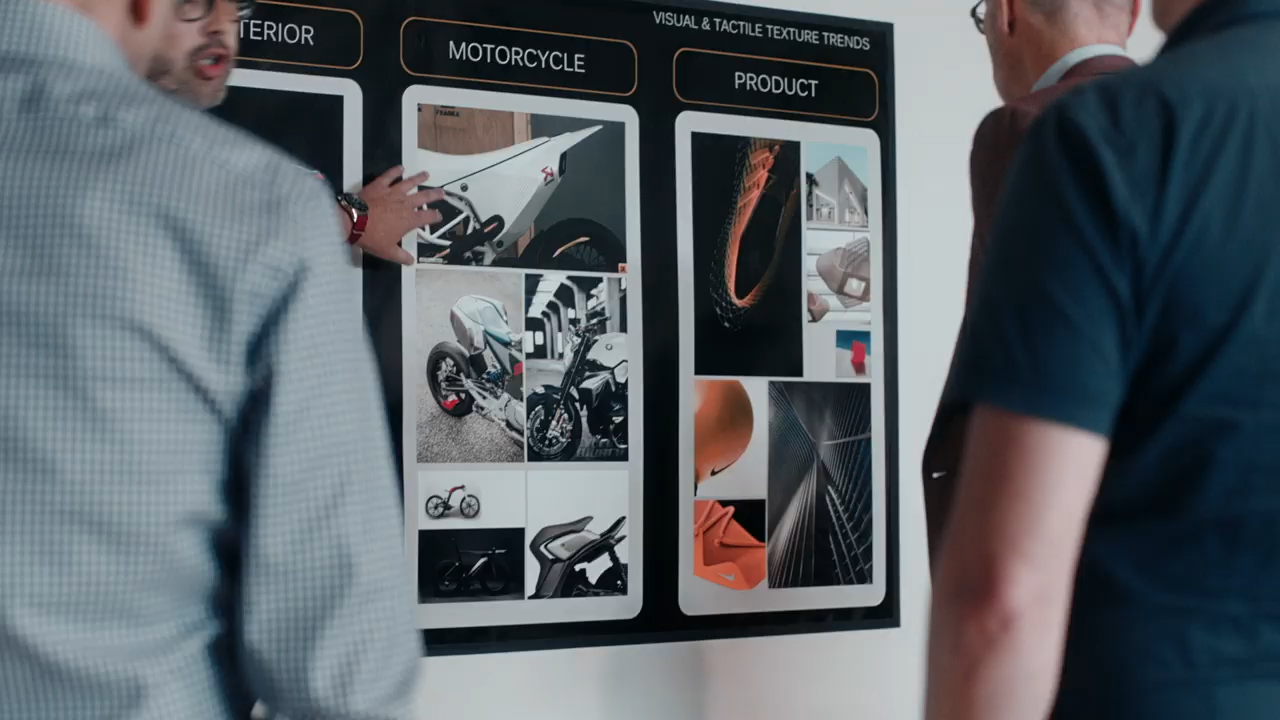 VISUAL & TACTILE TEXTURE TRENDS
TERIOR
MOTORCYCLE
PRODUCT